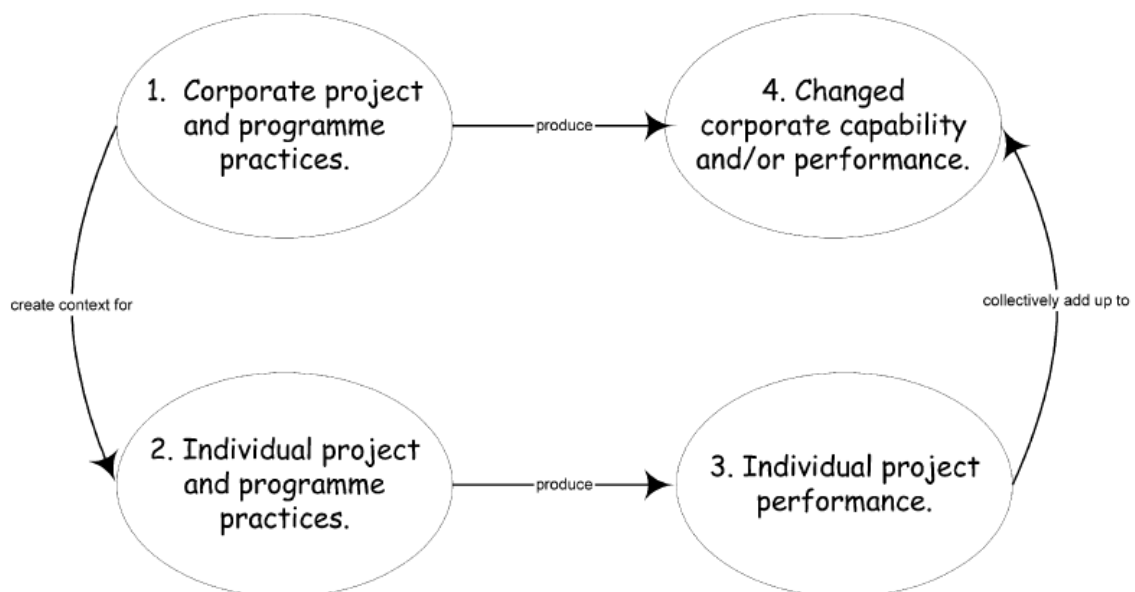 1. Corporate project
and programme
practices.
produce
4. Changed
corporate capability
and/or performance.
create context for
collectively add up to
2. Individual project
and programme
practices.
produce
3. Individual project
performance.